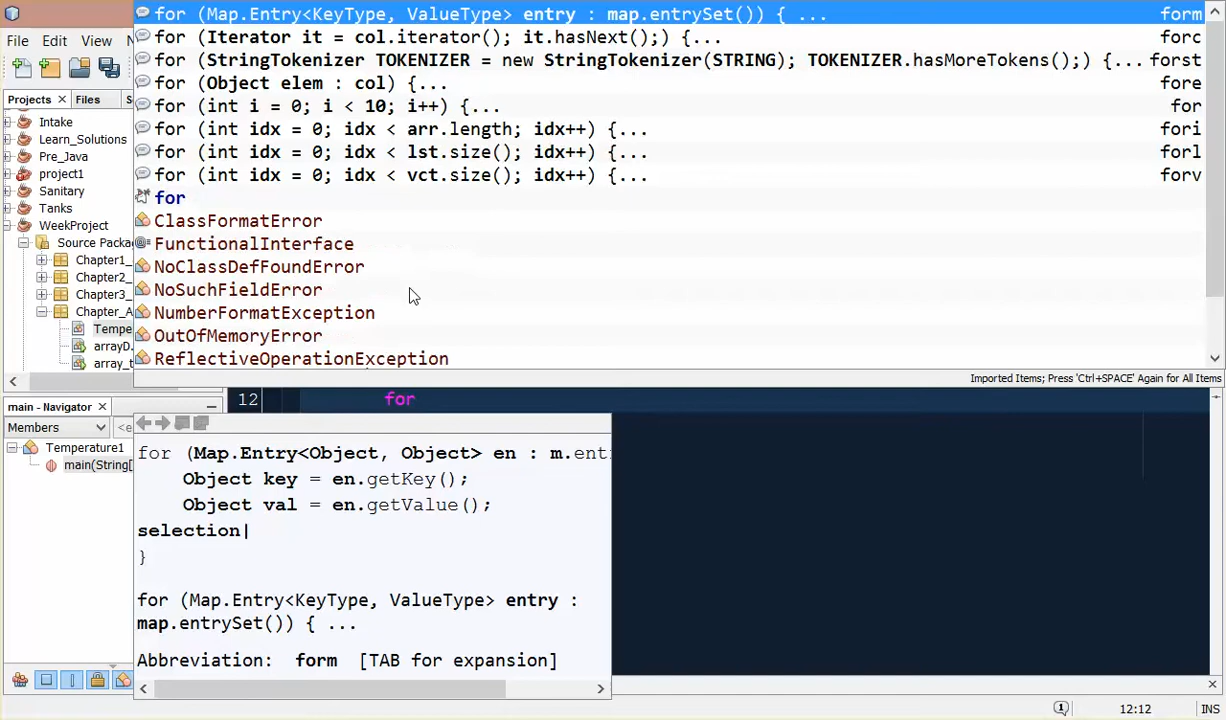 for (Map.Entry<KeyType, ValueType> entry : map.entrySet()) { ... form
for (Iterator it = col.iterator(); it.hasNext();) {... forc
for (StringTokenizer TOKENIZER = new StringTokenizer(STRING); TOKENIZER.hasMoreTokens();) {... forst
for (Object elem : col) {... fore
for (int i = 0; i < 10; i++) {... for
for (int idx = 0; idx < arr.length; idx++) {... fori
for (int idx = 0; idx < lst.size(); idx++) {... forl
for (int idx = 0; idx < vct.size(); idx++) {... forv
for
ClassFormatError
FunctionalInterface
NoClassDefFoundError
NoSuchFieldError
NumberFormatException
OutOfMemoryError
ReflectiveOperationException
Imported Items; Press 'Ctrl+SPACE' Again for All Items
File Edit View
Projects Files
Intake
Learn_Solutions
Pre_Java
project1
Sanitary
Tanks
WeekProject
Source Packa
Chapter1_
Chapter2_
Chapter3_
Chapter_A
Tempe
arrayD.
array_t
main - Navigator
Members <e
Temperature1
main(String[
12 for
for (Map.Entry<Object, Object> en : m.ent
Object key = en.getKey();
Object val = en.getValue();
selection|
}
for (Map.Entry<KeyType, ValueType> entry :
map.entrySet()) { ...
Abbreviation: form [TAB for expansion]
1 12:12 INS